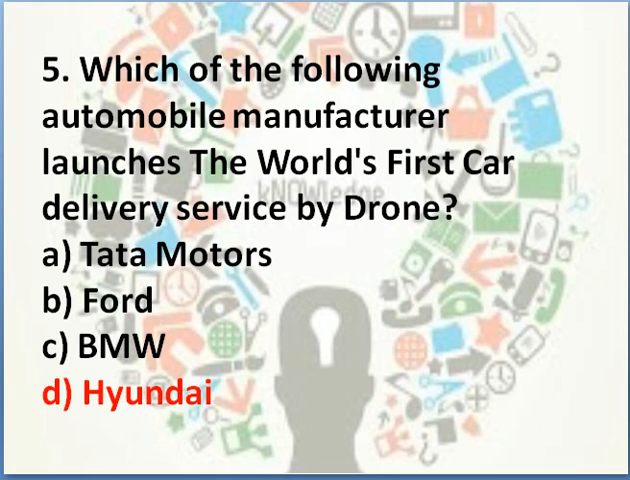 5. Which of the following
automobile manufacturer
launches The World's First Car
kNOWledge
delivery service by Drone?
a) Tata Motors
b) Ford
c) BMW
d) Hyundai